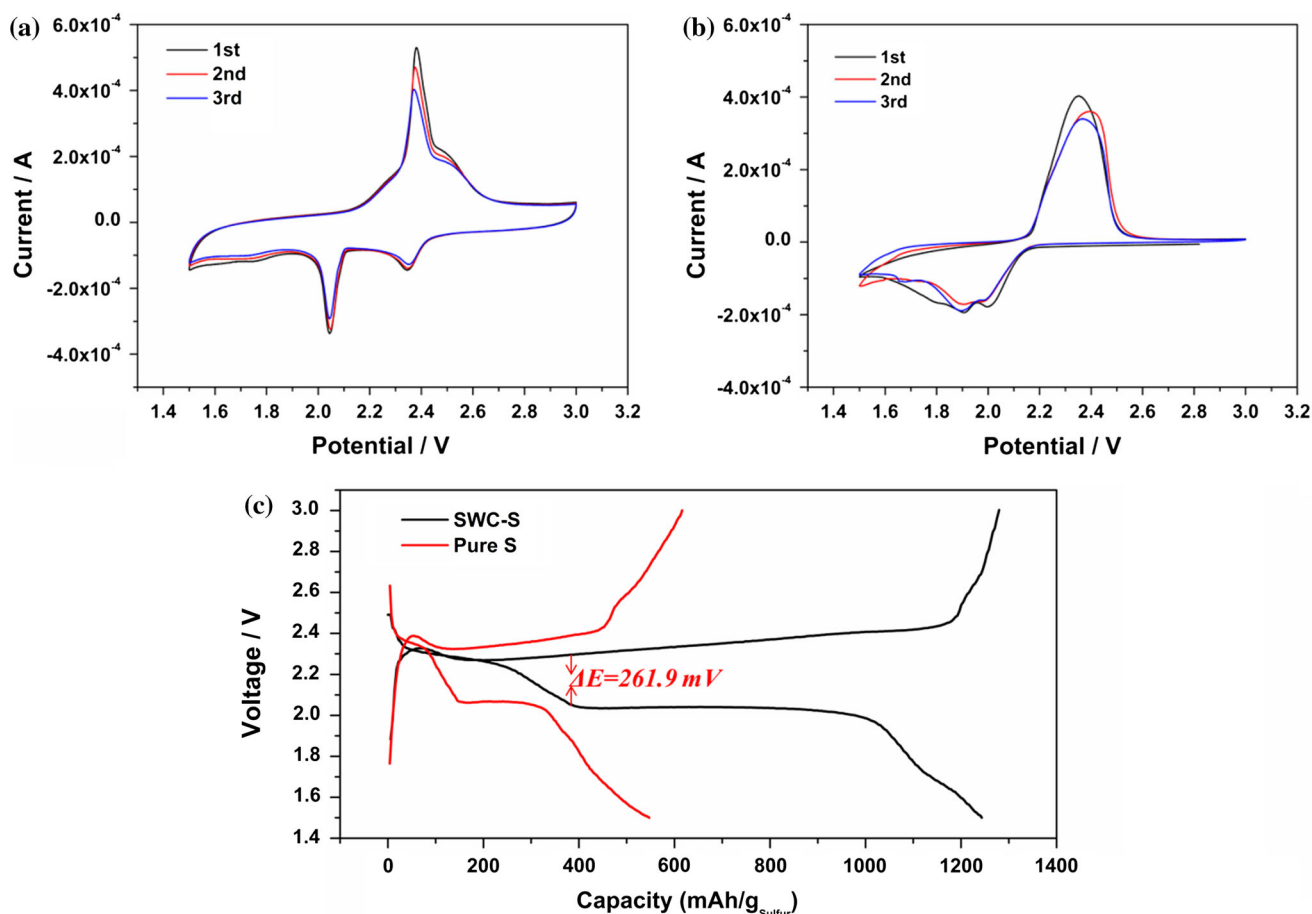 (a)
6.0x10⁻⁴
4.0x10⁻⁴
2.0x10⁻⁴
0.0
-2.0x10⁻⁴
-4.0x10⁻⁴
Current / A
1st
2nd
3rd
1.4 1.6 1.8 2.0 2.2 2.4 2.6 2.8 3.0 3.2
Potential / V
(b)
6.0x10⁻⁴
4.0x10⁻⁴
2.0x10⁻⁴
0.0
-2.0x10⁻⁴
-4.0x10⁻⁴
Current / A
1st
2nd
3rd
1.4 1.6 1.8 2.0 2.2 2.4 2.6 2.8 3.0 3.2
Potential / V
(c)
3.0
2.8
2.6
2.4
2.2
2.0
1.8
1.6
1.4
Voltage / V
SWC-S
Pure S
ΔE=261.9 mV
0 200 400 600 800 1000 1200 1400
Capacity (mAh/g_Sulfur)